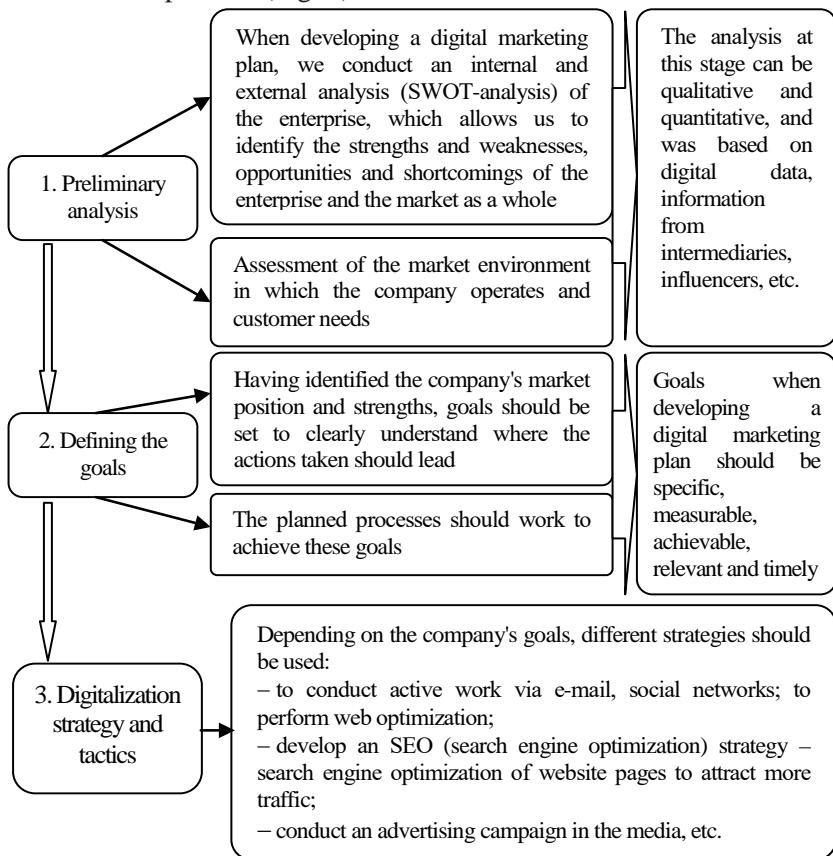 When developing a digital marketing
plan, we conduct an internal and
external analysis (SWOT-analysis) of
the enterprise, which allows us to
identify the strengths and weaknesses,
opportunities and shortcomings of the
enterprise and the market as a whole
The analysis at
this stage can be
qualitative and
quantitative, and
was based on
digital data,
information
from
intermediaries,
influencers, etc.
1. Preliminary
analysis
Assessment of the market environment
in which the company operates and
customer needs
Having identified the company's market
position and strengths, goals should be
set to clearly understand where the
actions taken should lead
Goals when
developing a
digital marketing
plan should be
specific,
measurable,
achievable,
relevant and timely
2. Defining the
goals
The planned processes should work to
achieve these goals
3. Digitalization
strategy and
tactics
Depending on the company's goals, different strategies should
be used:
– to conduct active work via e-mail, social networks; to
perform web optimization;
– develop an SEO (search engine optimization) strategy –
search engine optimization of website pages to attract more
traffic;
– conduct an advertising campaign in the media, etc.